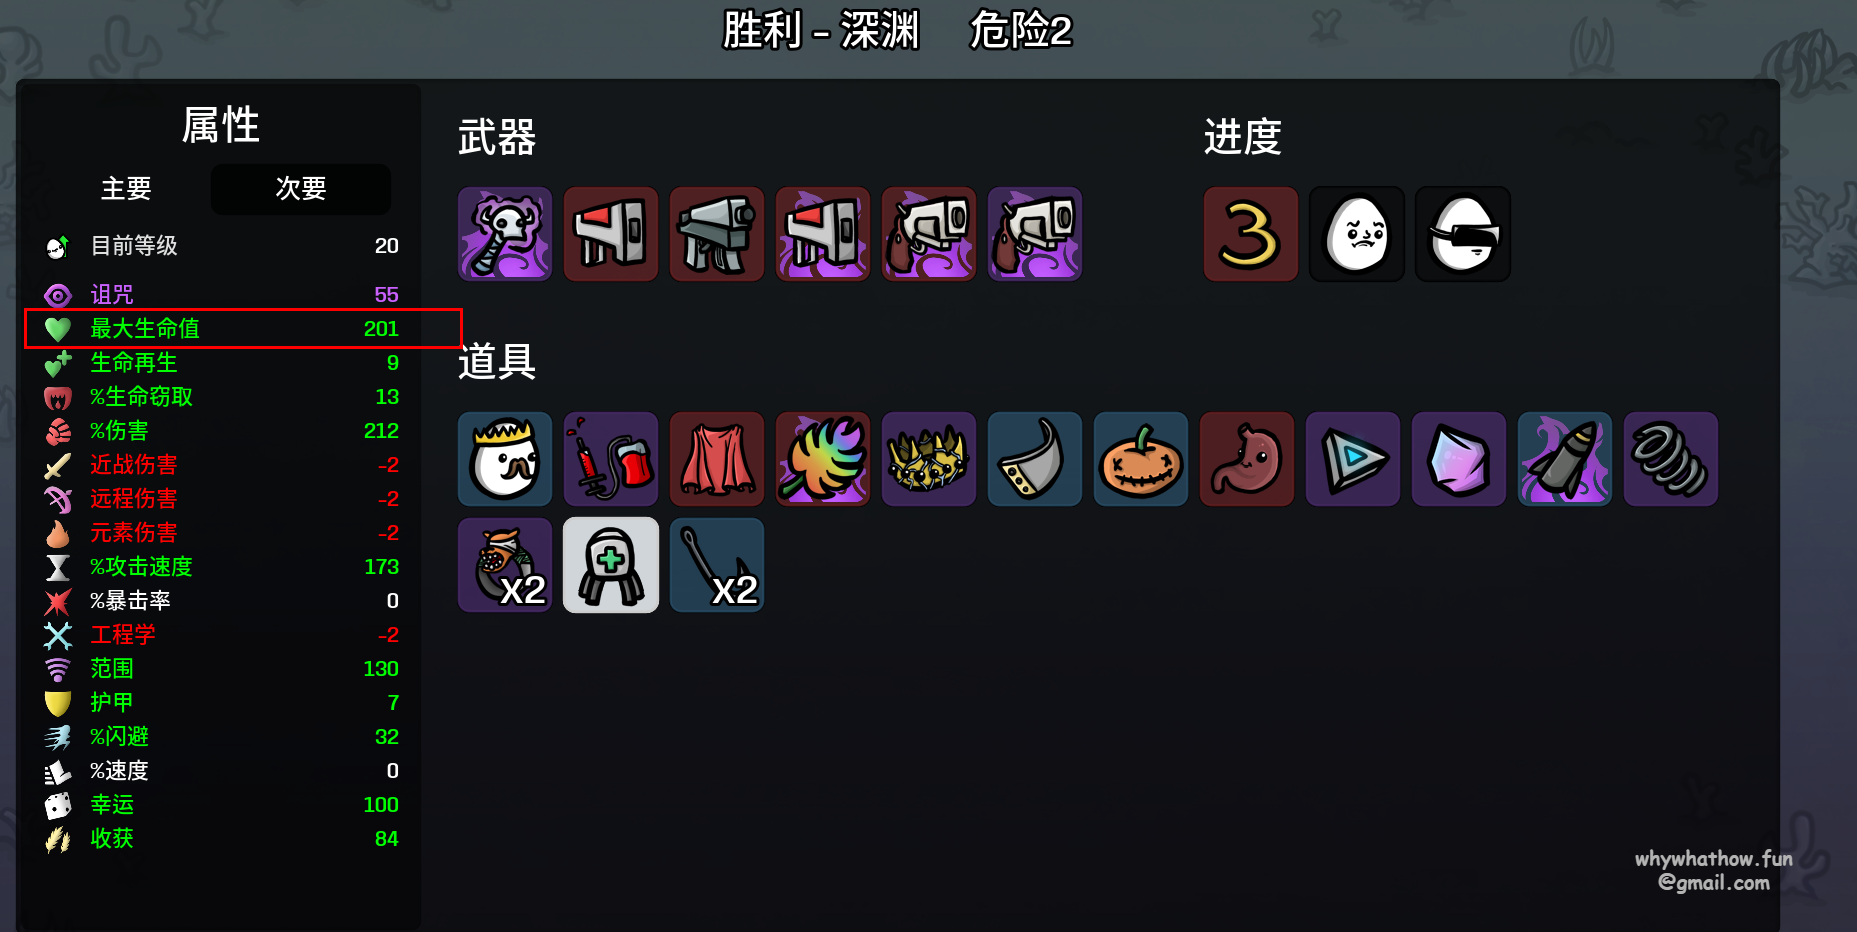 胜利 - 深渊 危险2
属性
主要 次要
目前等级 20
诅咒 55
最大生命值 201
生命再生 9
%生命窃取 13
%伤害 212
近战伤害 -2
远程伤害 -2
元素伤害 -2
%攻击速度 173
%暴击率 0
工程学 -2
范围 130
护甲 7
%闪避 32
%速度 0
幸运 100
收获 84
武器
进度
3
道具
X2
X2
whywhathow.fun
@gmail.com